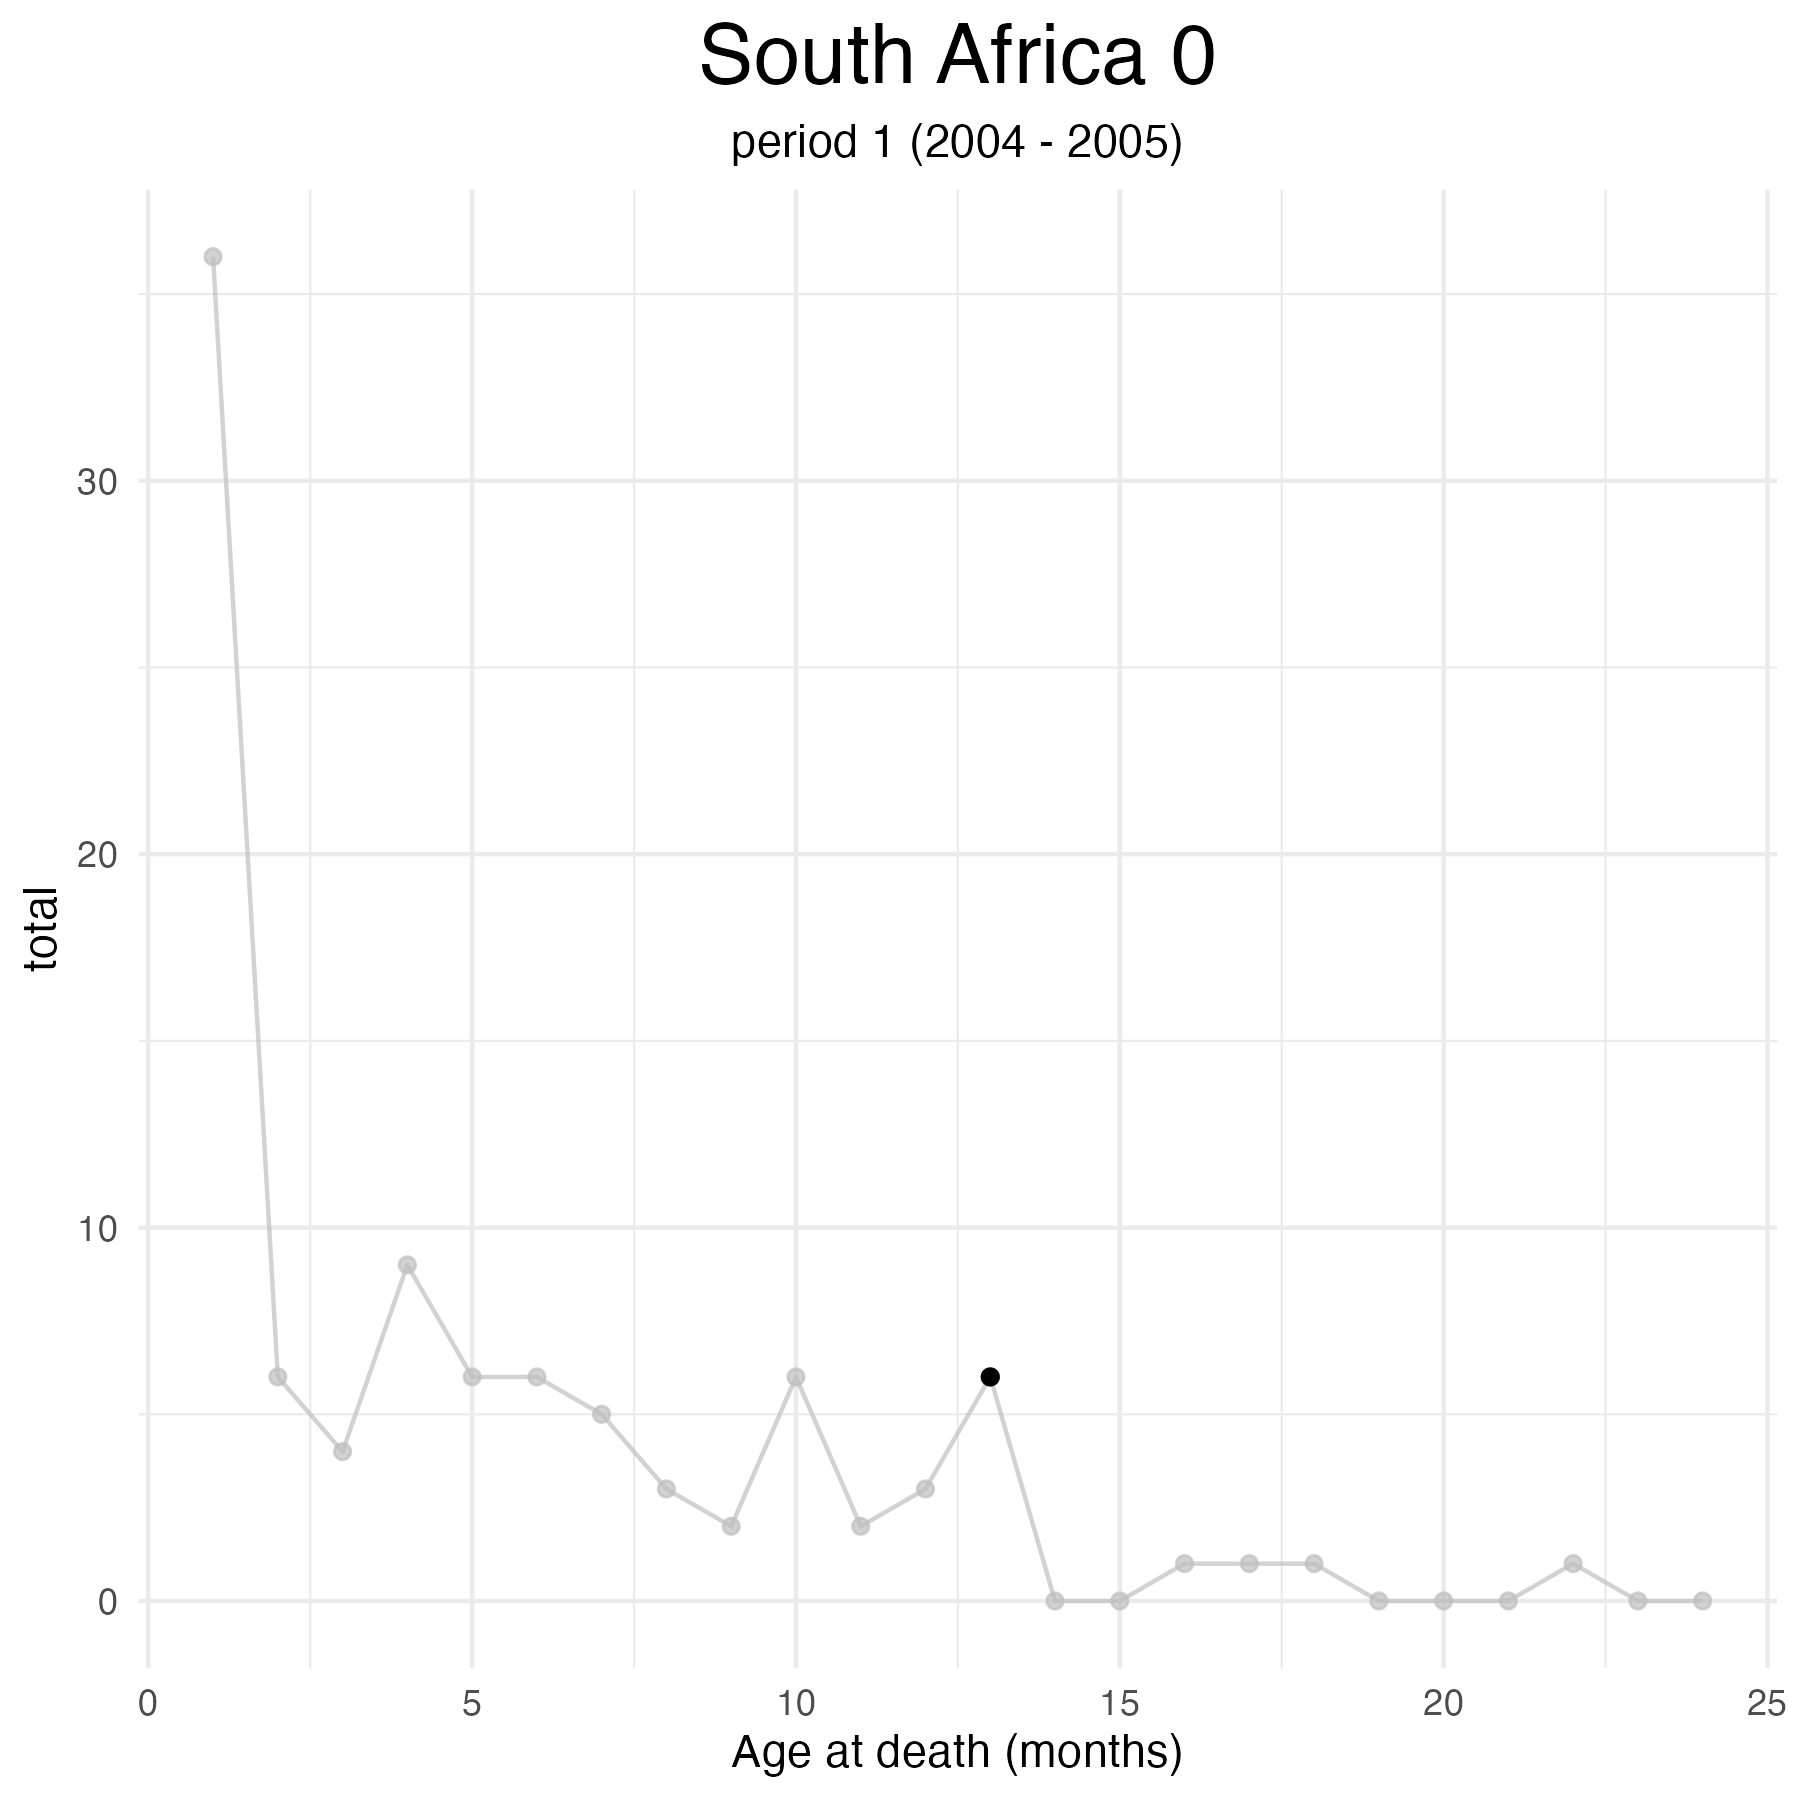 South Africa 0
period 1 (2004 - 2005)
30
20
10
0
total
0 5 10 15 20 25
Age at death (months)